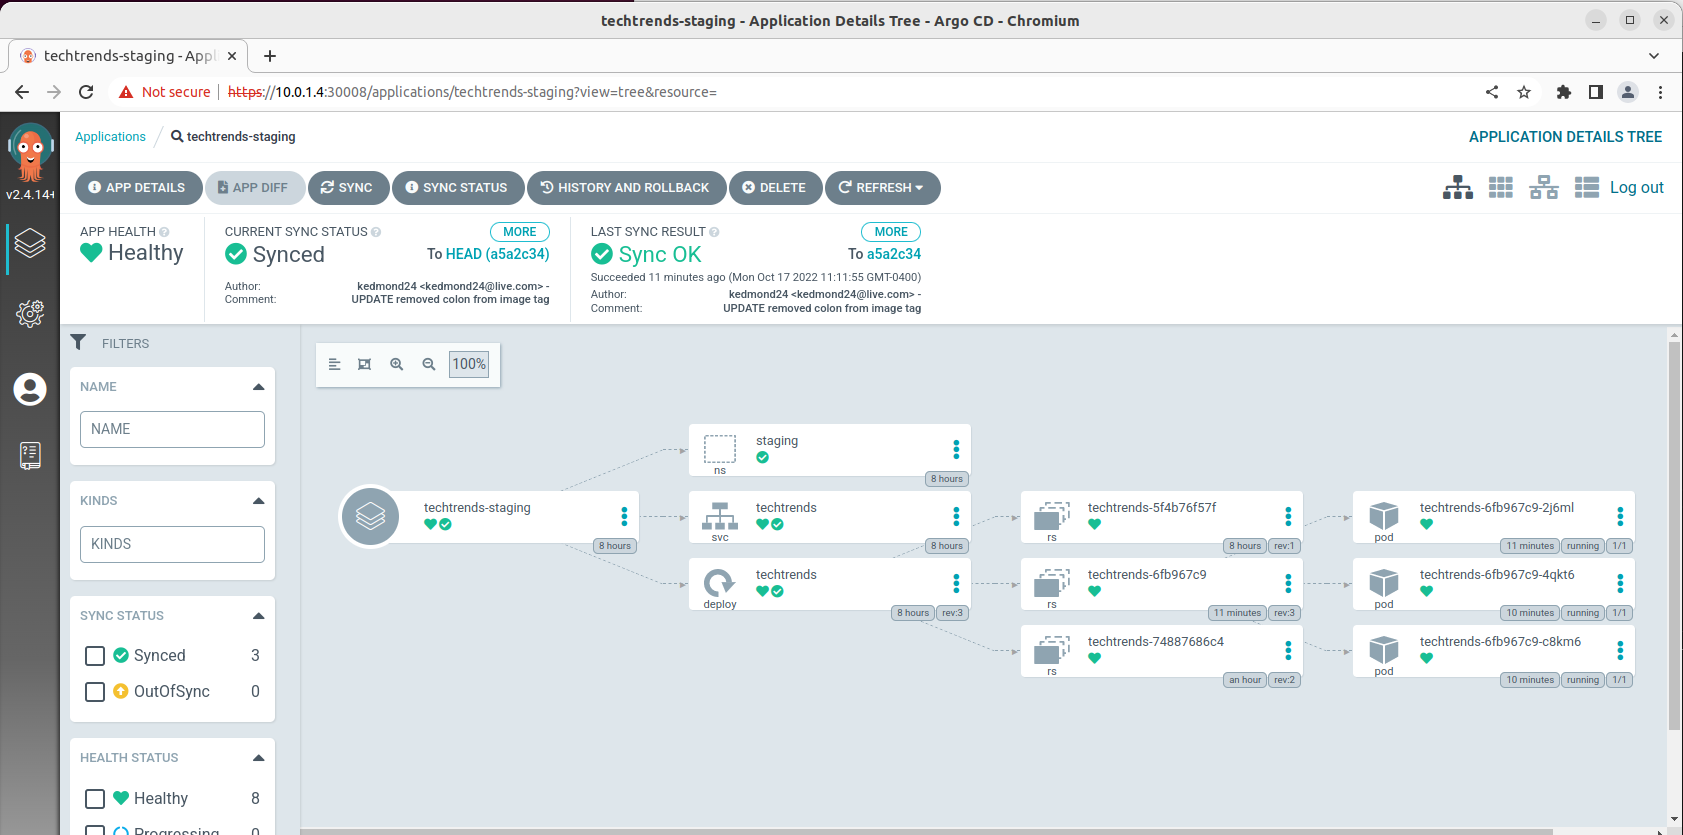 techtrends-staging - Application Details Tree - Argo CD - Chromium
techtrends-staging - Appl
Not secure https://10.0.1.4:30008/applications/techtrends-staging?view=tree&resource=
v2.4.14+
Applications / techtrends-staging
APPLICATION DETAILS TREE
APP DETAILS APP DIFF SYNC SYNC STATUS HISTORY AND ROLLBACK DELETE REFRESH
Log out
APP HEALTH
Healthy
CURRENT SYNC STATUS MORE
Synced To HEAD (a5a2c34)
Author: kedmond24 <kedmond24@live.com> -
Comment: UPDATE removed colon from image tag
LAST SYNC RESULT MORE
Sync OK To a5a2c34
Succeeded 11 minutes ago (Mon Oct 17 2022 11:11:55 GMT-0400)
Author: kedmond24 <kedmond24@live.com> -
Comment: UPDATE removed colon from image tag
FILTERS
NAME
NAME
KINDS
KINDS
SYNC STATUS
Synced 3
OutOfSync 0
HEALTH STATUS
Healthy 8
Progressing 0
100%
techtrends-staging
8 hours
staging
ns
8 hours
techtrends
svc
8 hours
techtrends
deploy
8 hours rev:3
techtrends-5f4b76f57f
rs
8 hours rev:1
techtrends-6fb967c9
rs
11 minutes rev:3
techtrends-74887686c4
rs
an hour rev:2
techtrends-6fb967c9-2j6ml
pod
11 minutes running 1/1
techtrends-6fb967c9-4qkt6
pod
10 minutes running 1/1
techtrends-6fb967c9-c8km6
pod
10 minutes running 1/1